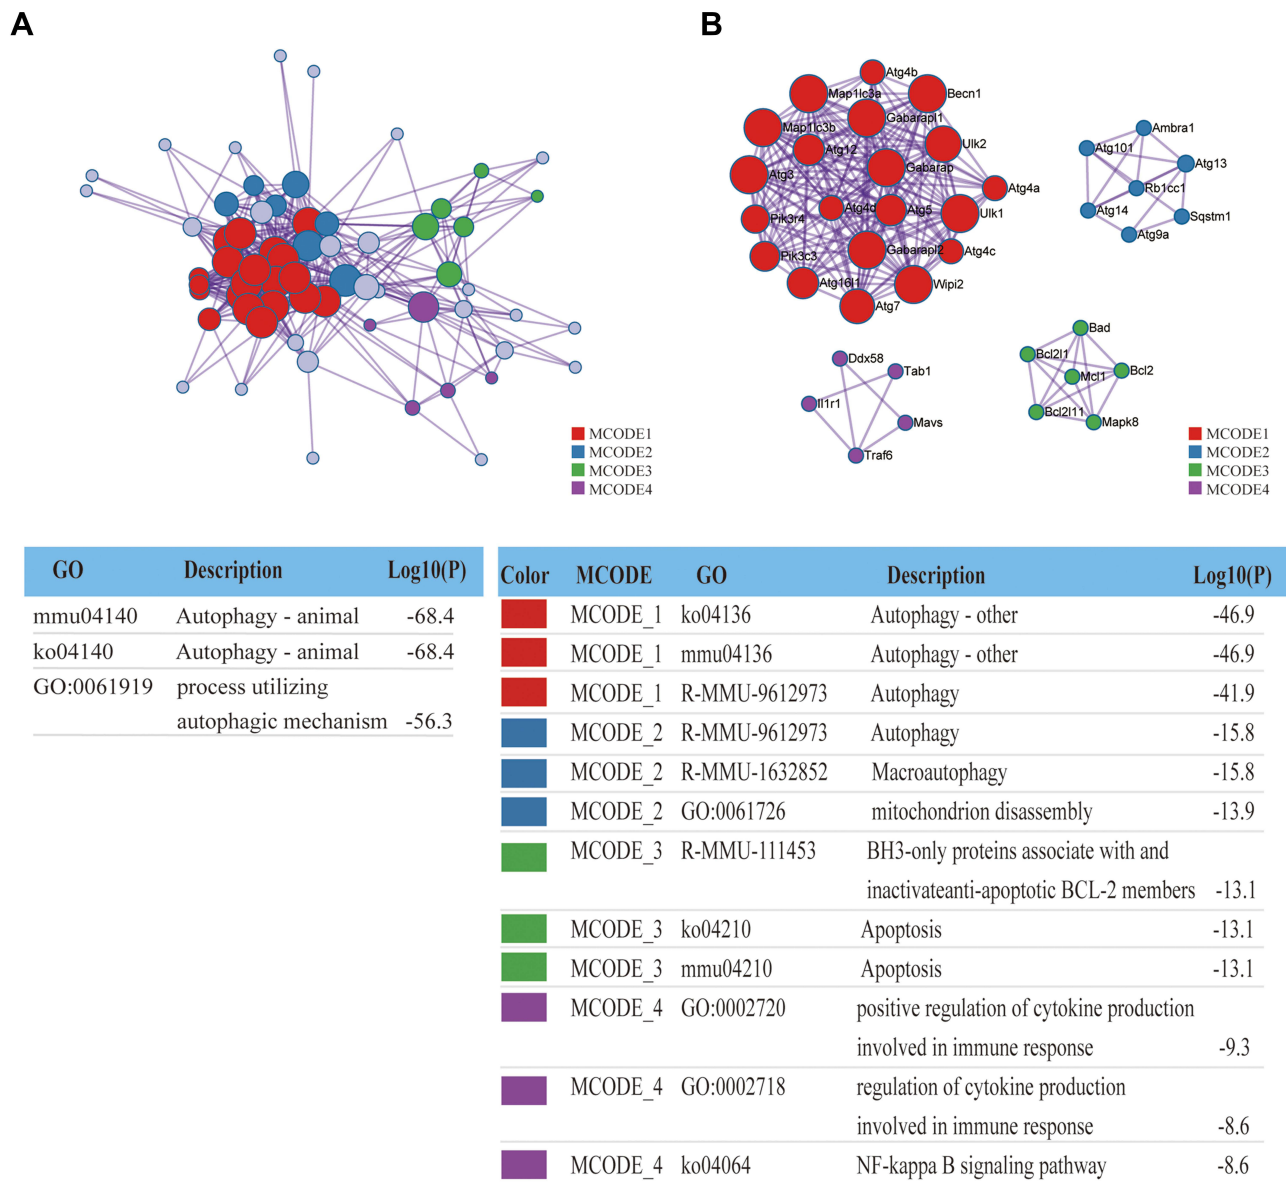 A
B
Atg4b
Map1lc3a
Becn1
Gabarapl1
Map1lc3b
Ulk2
Atg12
Gabarap
Atg3
Atg4a
Atg4d
Atg5
Ulk1
Pik3r4
Gabarapl2
Atg4c
Pik3c3
Atg16l1
Wipi2
Atg7
Ambra1
Atg101
Atg13
Rb1cc1
Atg14
Sqstm1
Atg9a
Ddx58
Tab1
Il1r1
Mavs
Traf6
Bad
Bcl2l1
Mcl1
Bcl2
Bcl2l11
Mapk8
MCODE1
MCODE2
MCODE3
MCODE4
MCODE1
MCODE2
MCODE3
MCODE4
GO Description Log10(P)
mmu04140 Autophagy - animal -68.4
ko04140 Autophagy - animal -68.4
GO:0061919 process utilizing
autophagic mechanism -56.3
Color MCODE GO Description Log10(P)
MCODE_1 ko04136 Autophagy - other -46.9
MCODE_1 mmu04136 Autophagy - other -46.9
MCODE_1 R-MMU-9612973 Autophagy -41.9
MCODE_2 R-MMU-9612973 Autophagy -15.8
MCODE_2 R-MMU-1632852 Macroautophagy -15.8
MCODE_2 GO:0061726 mitochondrion disassembly -13.9
MCODE_3 R-MMU-111453 BH3-only proteins associate with and
inactivateanti-apoptotic BCL-2 members -13.1
MCODE_3 ko04210 Apoptosis -13.1
MCODE_3 mmu04210 Apoptosis -13.1
MCODE_4 GO:0002720 positive regulation of cytokine production
involved in immune response -9.3
MCODE_4 GO:0002718 regulation of cytokine production
involved in immune response -8.6
MCODE_4 ko04064 NF-kappa B signaling pathway -8.6